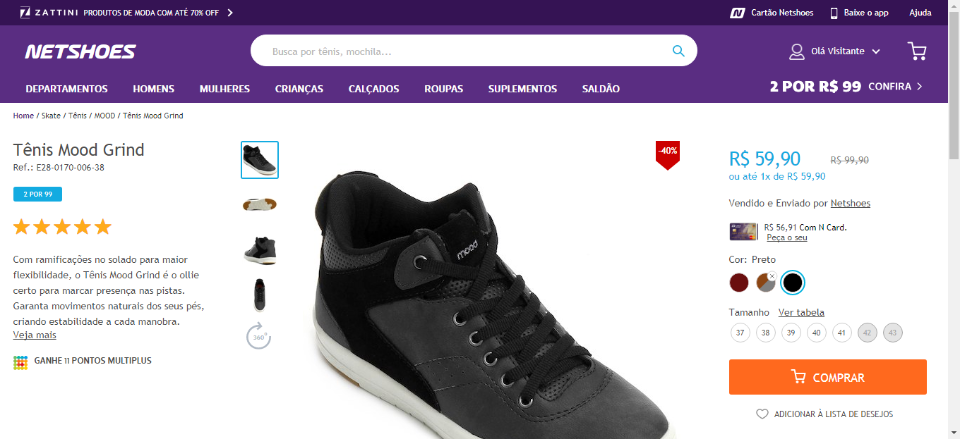 ZATTINI PRODUTOS DE MODA COM ATÉ 70% OFF
Cartão Netshoes
Baixe o app
Ajuda
NETSHOES
Busca por tênis, mochila...
Olá Visitante
DEPARTAMENTOS HOMENS MULHERES CRIANÇAS CALÇADOS ROUPAS SUPLEMENTOS SALDÃO
2 POR R$ 99 CONFIRA
Home / Skate / Tênis / MOOD / Tênis Mood Grind
Tênis Mood Grind
Ref.: E28-0170-006-38
2 POR 99
Com ramificações no solado para maior
flexibilidade, o Tênis Mood Grind é o ollie
certo para marcar presença nas pistas.
Garanta movimentos naturais dos seus pés,
criando estabilidade a cada manobra.
Veja mais
GANHE 11 PONTOS MULTIPLUS
360°
mood
-40%
R$ 59,90 R$ 99,90
ou até 1x de R$ 59,90
Vendido e Enviado por Netshoes
R$ 56,91 Com N Card.
Peça o seu
Cor: Preto
Tamanho Ver tabela
37 38 39 40 41 42 43
COMPRAR
ADICIONAR À LISTA DE DESEJOS